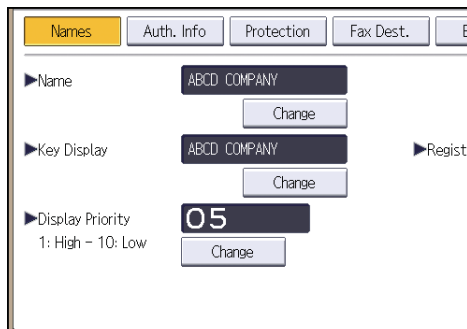 Names Auth. Info Protection Fax Dest.
▶Name ABCD COMPANY
Change
▶Key Display ABCD COMPANY ▶Regist
Change
▶Display Priority 05
1: High - 10: Low Change